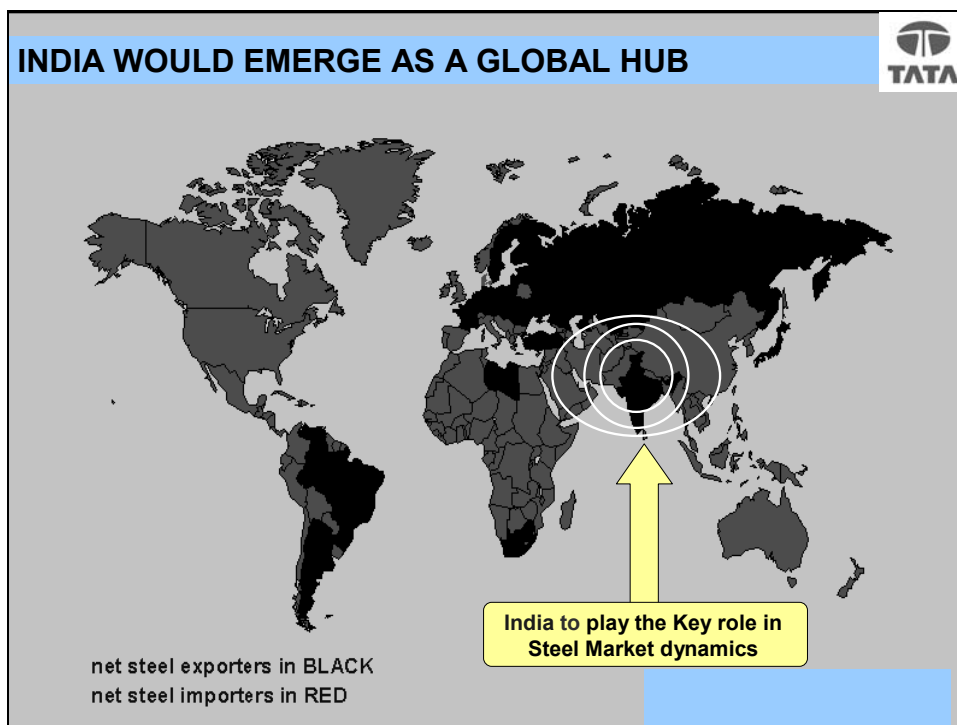 INDIA WOULD EMERGE AS A GLOBAL HUB
TATA
India to play the Key role in
Steel Market dynamics
net steel exporters in BLACK
net steel importers in RED